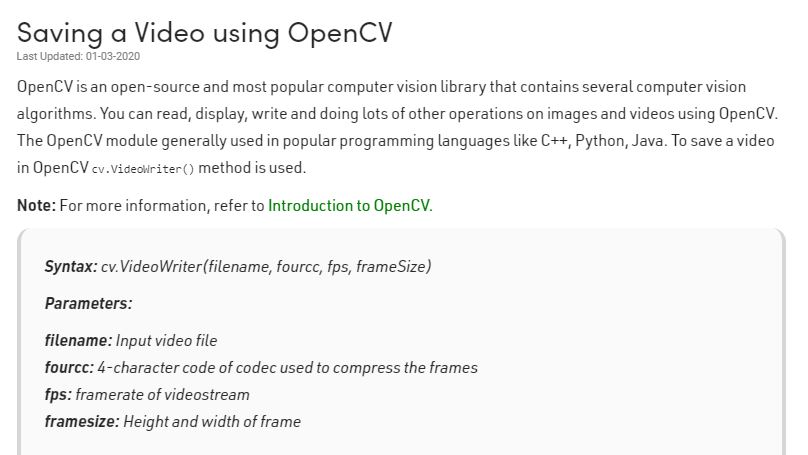 Saving a Video using OpenCV
Last Updated: 01-03-2020
OpenCV is an open-source and most popular computer vision library that contains several computer vision
algorithms. You can read, display, write and doing lots of other operations on images and videos using OpenCV.
The OpenCV module generally used in popular programming languages like C++, Python, Java. To save a video
in OpenCV cv.VideoWriter() method is used.
Note: For more information, refer to Introduction to OpenCV.
Syntax: cv.VideoWriter(filename, fourcc, fps, frameSize)
Parameters:
filename: Input video file
fourcc: 4-character code of codec used to compress the frames
fps: framerate of videostream
framesize: Height and width of frame